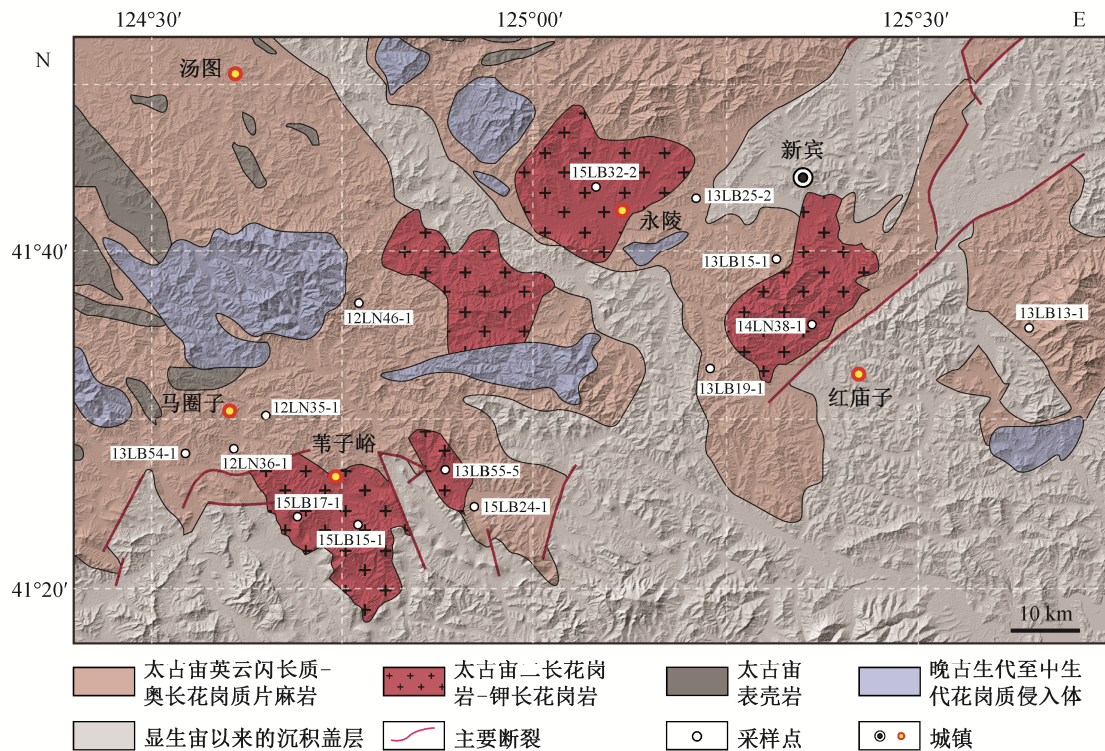 124°30′
125°00′
125°30′
E
N
汤图
新宾
15LB32-2
13LB25-2
永陵
41°40′
13LB15-1
12LN46-1
14LN38-1
13LB13-1
13LB19-1
红庙子
马圈子
12LN35-1
苇子峪
13LB54-1
12LN36-1
13LB55-5
15LB17-1
15LB24-1
15LB15-1
41°20′
10 km
太古宙英云闪长质-
奥长花岗质片麻岩
太古宙二长花岗
岩-钾长花岗岩
太古宙
表壳岩
晚古生代至中生
代花岗质侵入体
显生宙以来的沉积盖层
主要断裂
采样点
城镇